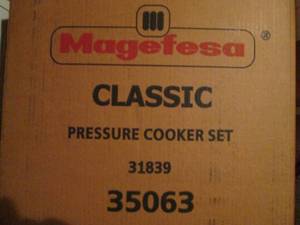 Magefesa ®
CLASSIC
PRESSURE COOKER SET
31839
35063